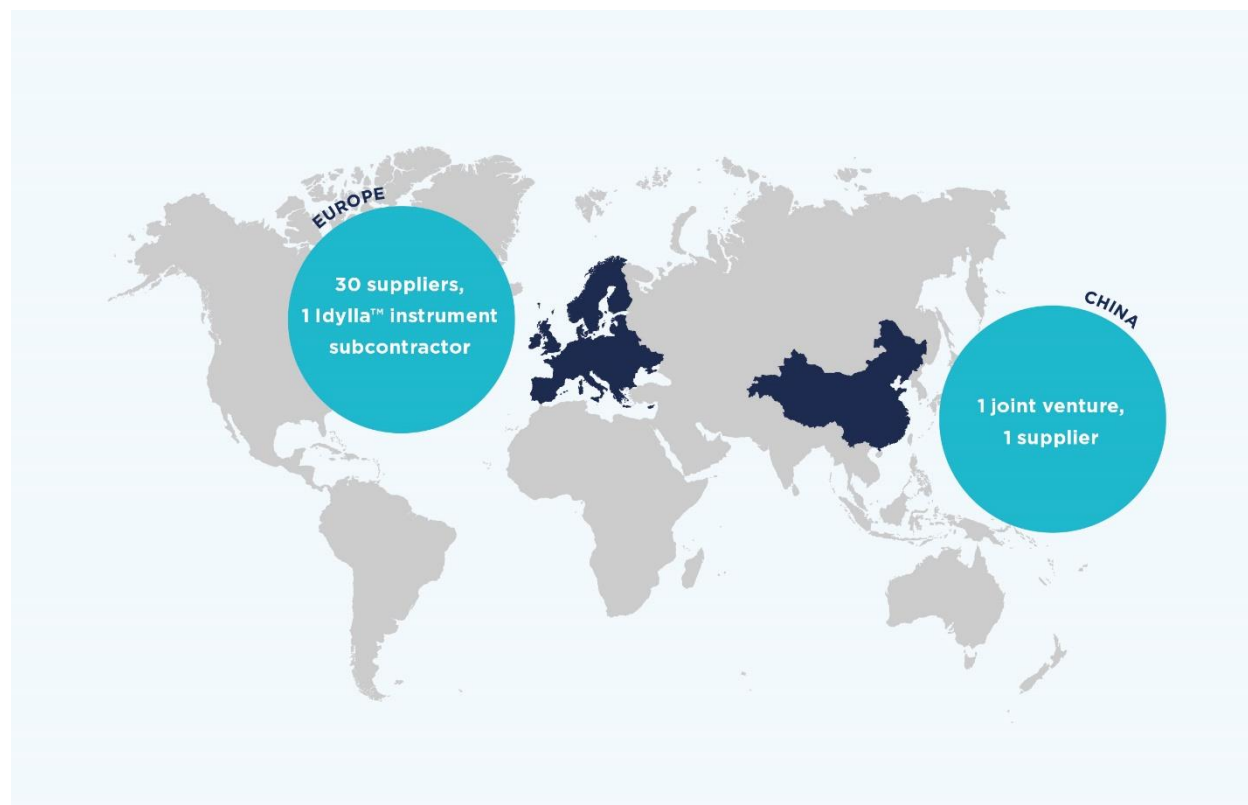 EUROPE
30 suppliers,
1 Idylla™ instrument
subcontractor
CHINA
1 joint venture,
1 supplier